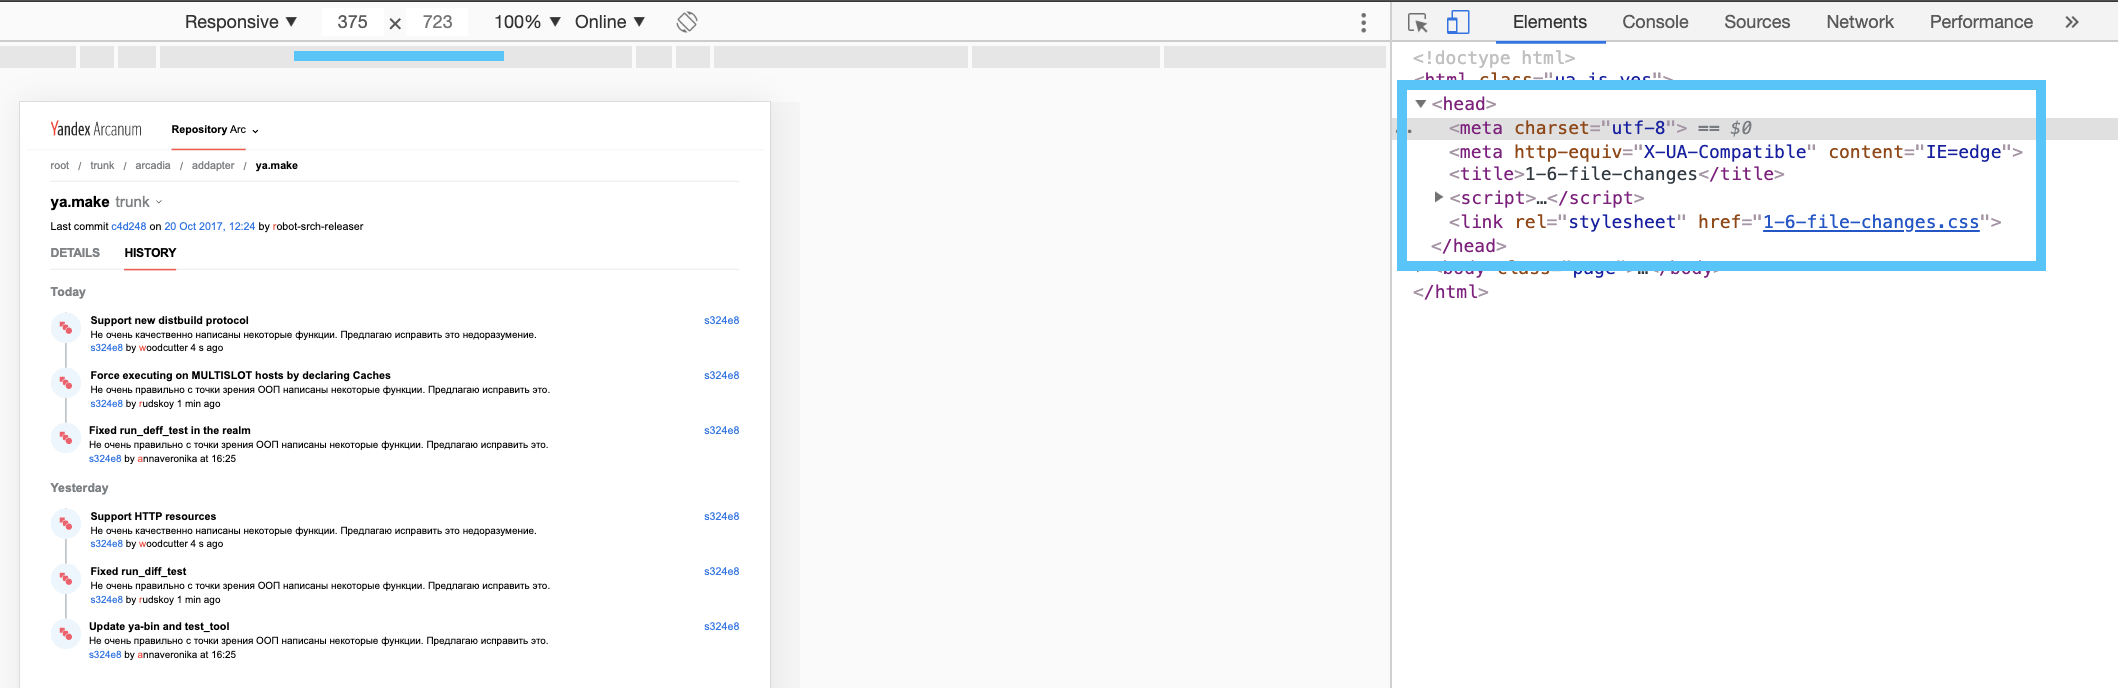 Responsive ▼ 375 × 723 100% ▼ Online ▼
Elements Console Sources Network Performance »
Yandex Arcanum Repository Arc
root / trunk / arcadia / addapter / ya.make
ya.make trunk
Last commit c4d248 on 20 Oct 2017, 12:24 by robot-srch-releaser
DETAILS HISTORY
Today
Support new distbuild protocol s324e8
Не очень качественно написаны некоторые функции. Предлагаю исправить это недоразумение.
s324e8 by woodcutter 4 s ago
Force executing on MULTISLOT hosts by declaring Caches s324e8
Не очень правильно с точки зрения ООП написаны некоторые функции. Предлагаю исправить это.
s324e8 by rudskoy 1 min ago
Fixed run_deff_test in the realm s324e8
Не очень правильно с точки зрения ООП написаны некоторые функции. Предлагаю исправить это.
s324e8 by annaveronika at 16:25
Yesterday
Support HTTP resources s324e8
Не очень качественно написаны некоторые функции. Предлагаю исправить это недоразумение.
s324e8 by woodcutter 4 s ago
Fixed run_diff_test s324e8
Не очень правильно с точки зрения ООП написаны некоторые функции. Предлагаю исправить это.
s324e8 by rudskoy 1 min ago
Update ya-bin and test_tool s324e8
Не очень правильно с точки зрения ООП написаны некоторые функции. Предлагаю исправить это.
s324e8 by annaveronika at 16:25
<!doctype html>
<html class="ua is yes">
▼<head>
<meta charset="utf-8"> == $0
<meta http-equiv="X-UA-Compatible" content="IE=edge">
<title>1-6-file-changes</title>
▶<script>…</script>
<link rel="stylesheet" href="1-6-file-changes.css">
</head>
<body class="page">…</body>
</html>